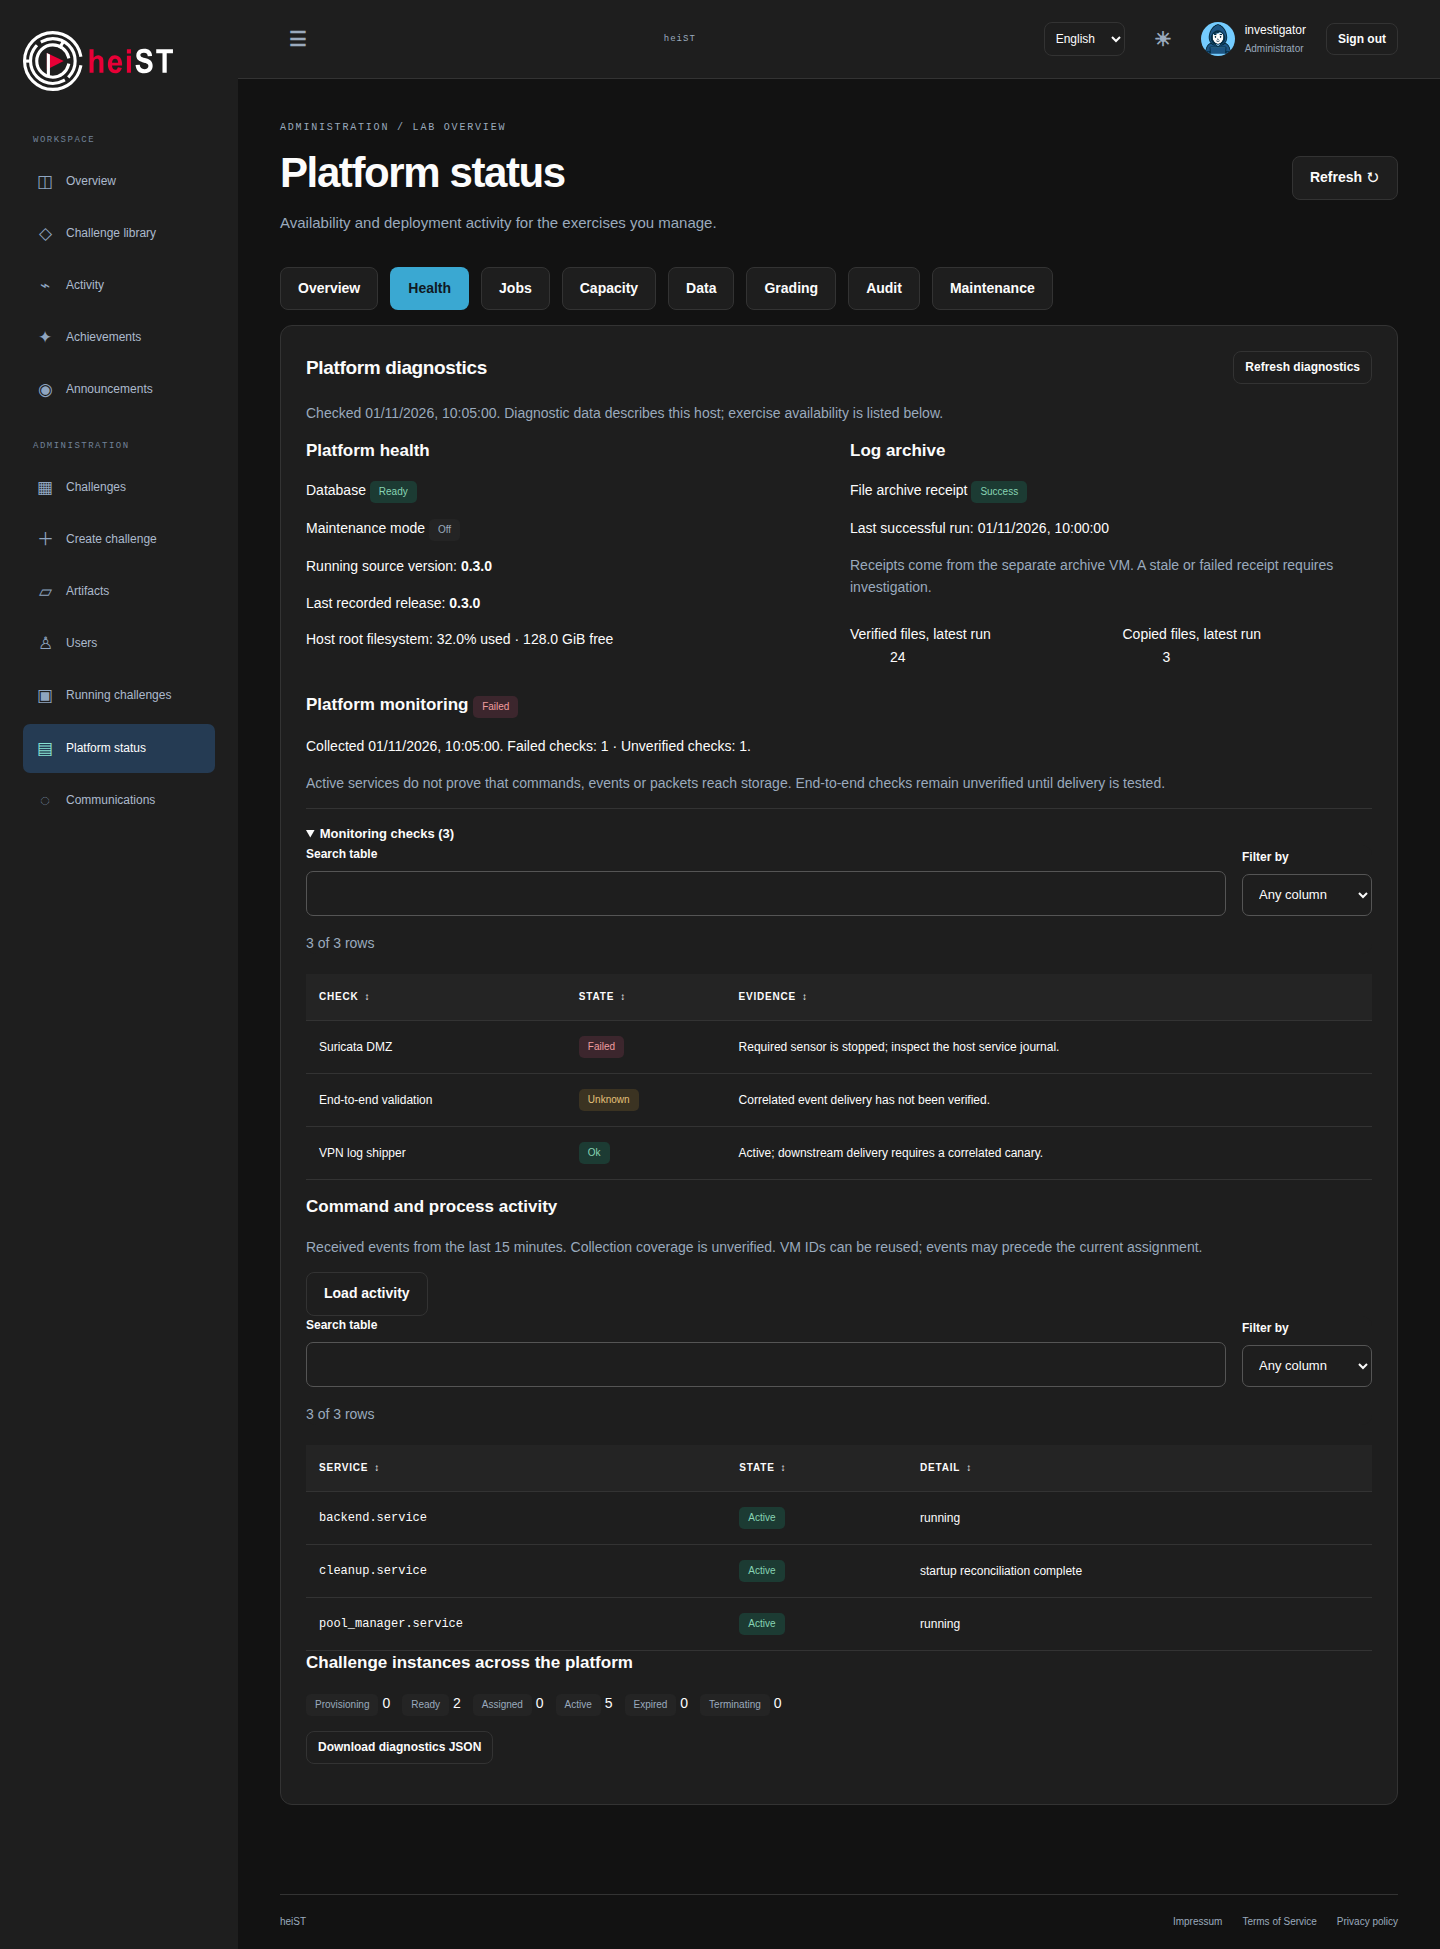 heiST
WORKSPACE
Overview
Challenge library
Activity
Achievements
Announcements
ADMINISTRATION
Challenges
Create challenge
Artifacts
Users
Running challenges
Platform status
Communications
heiST
English
investigator
Administrator
Sign out
ADMINISTRATION / LAB OVERVIEW
Platform status
Refresh ↻
Availability and deployment activity for the exercises you manage.
Overview Health Jobs Capacity Data Grading Audit Maintenance
Platform diagnostics
Refresh diagnostics
Checked 01/11/2026, 10:05:00. Diagnostic data describes this host; exercise availability is listed below.
Platform health
Database Ready
Maintenance mode Off
Running source version: 0.3.0
Last recorded release: 0.3.0
Host root filesystem: 32.0% used · 128.0 GiB free
Log archive
File archive receipt Success
Last successful run: 01/11/2026, 10:00:00
Receipts come from the separate archive VM. A stale or failed receipt requires
investigation.
Verified files, latest run Copied files, latest run
24 3
Platform monitoring Failed
Collected 01/11/2026, 10:05:00. Failed checks: 1 · Unverified checks: 1.
Active services do not prove that commands, events or packets reach storage. End-to-end checks remain unverified until delivery is tested.
▼ Monitoring checks (3)
Search table Filter by
Any column
3 of 3 rows
CHECK ↕ STATE ↕ EVIDENCE ↕
Suricata DMZ Failed Required sensor is stopped; inspect the host service journal.
End-to-end validation Unknown Correlated event delivery has not been verified.
VPN log shipper Ok Active; downstream delivery requires a correlated canary.
Command and process activity
Received events from the last 15 minutes. Collection coverage is unverified. VM IDs can be reused; events may precede the current assignment.
Load activity
Search table Filter by
Any column
3 of 3 rows
SERVICE ↕ STATE ↕ DETAIL ↕
backend.service Active running
cleanup.service Active startup reconciliation complete
pool_manager.service Active running
Challenge instances across the platform
Provisioning 0 Ready 2 Assigned 0 Active 5 Expired 0 Terminating 0
Download diagnostics JSON
heiST
Impressum Terms of Service Privacy policy